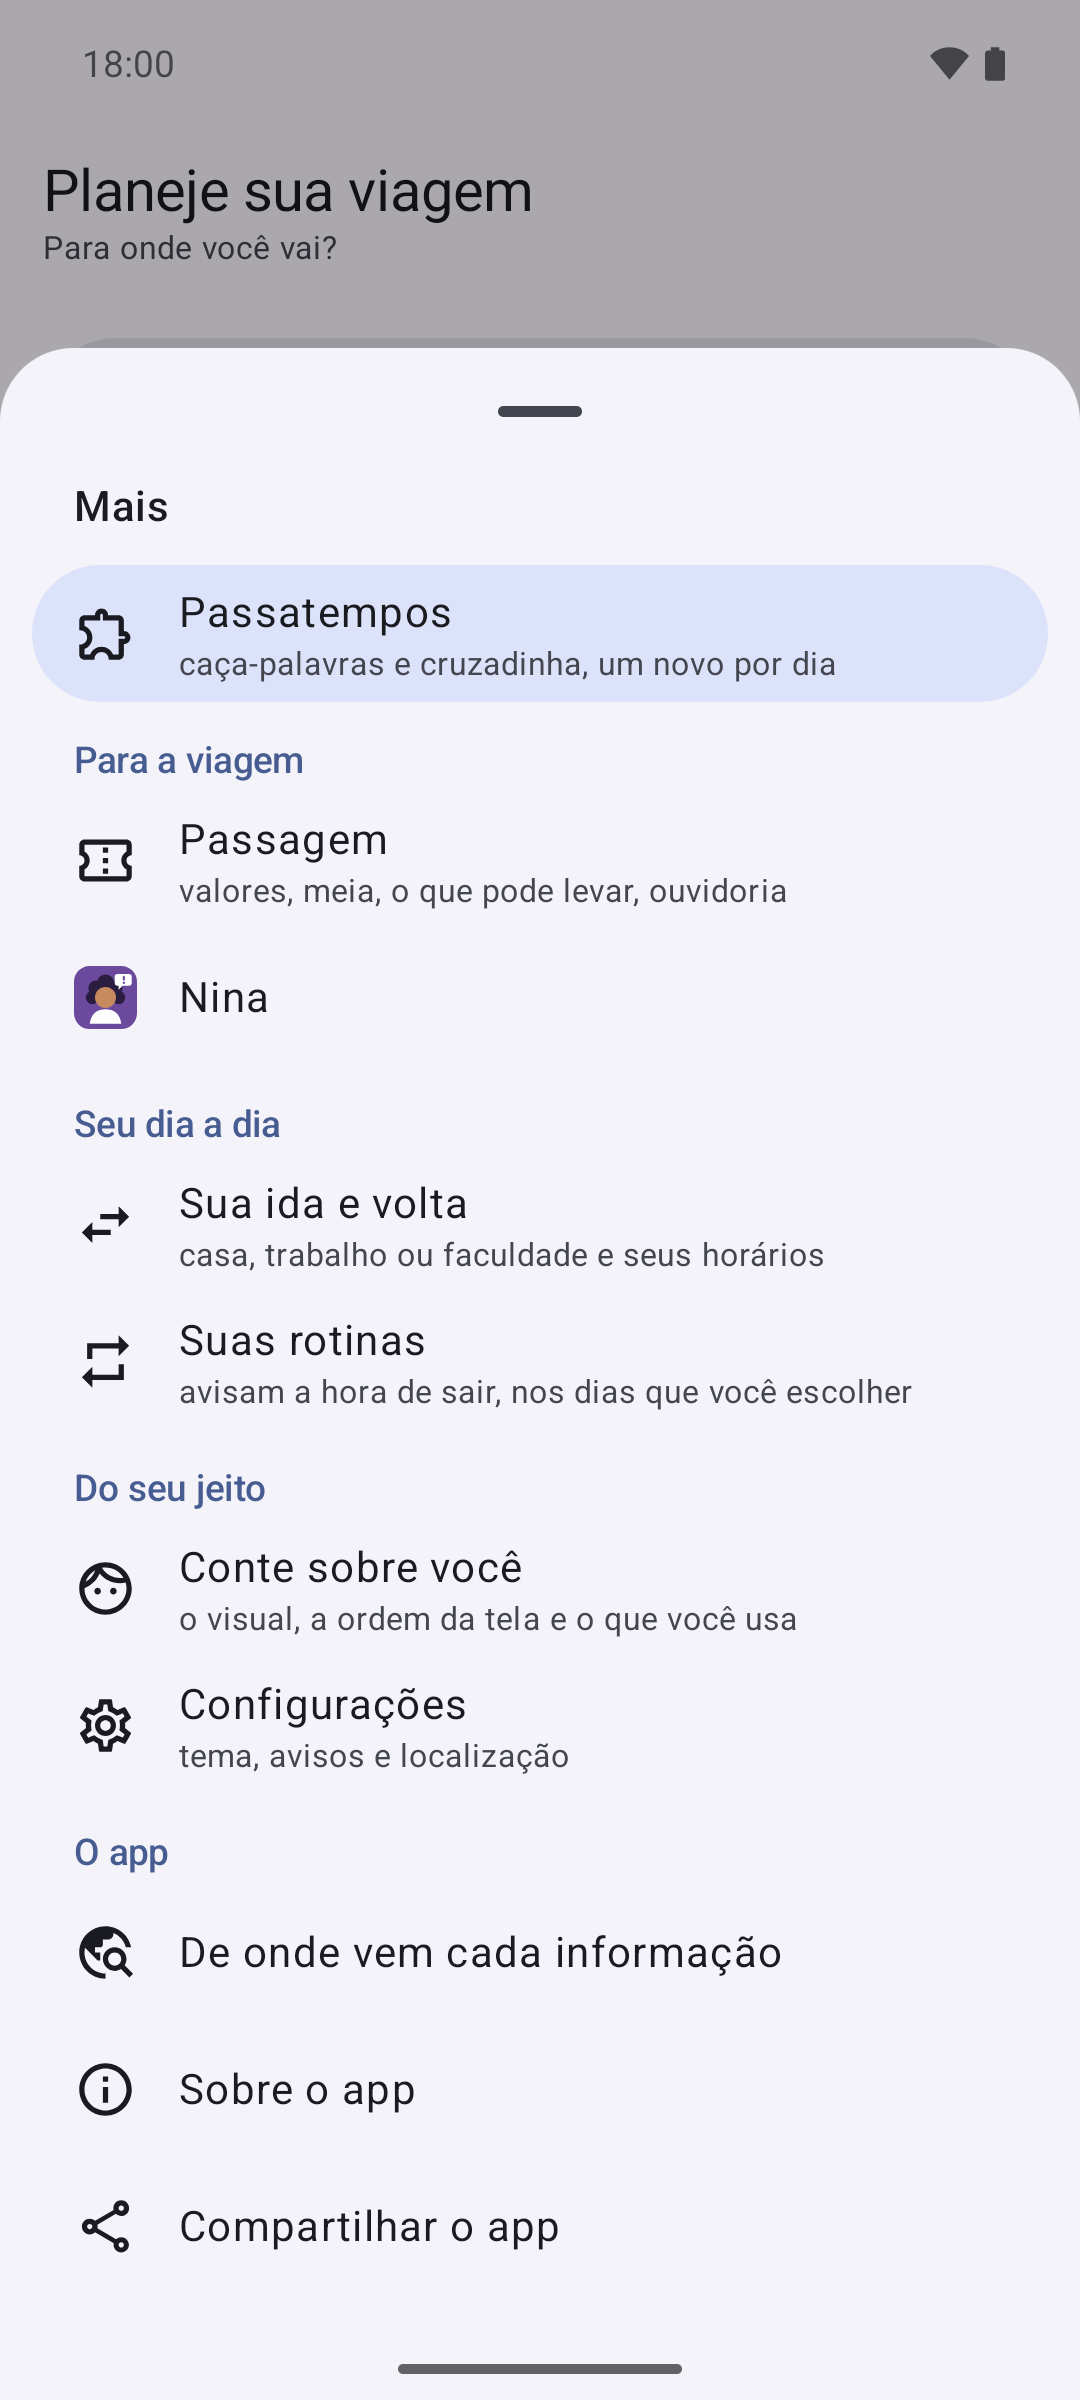 18:00
Planeje sua viagem
Para onde você vai?
Mais
Passatempos
caça-palavras e cruzadinha, um novo por dia
Para a viagem
Passagem
valores, meia, o que pode levar, ouvidoria
Nina
Seu dia a dia
Sua ida e volta
casa, trabalho ou faculdade e seus horários
Suas rotinas
avisam a hora de sair, nos dias que você escolher
Do seu jeito
Conte sobre você
o visual, a ordem da tela e o que você usa
Configurações
tema, avisos e localização
O app
De onde vem cada informação
Sobre o app
Compartilhar o app